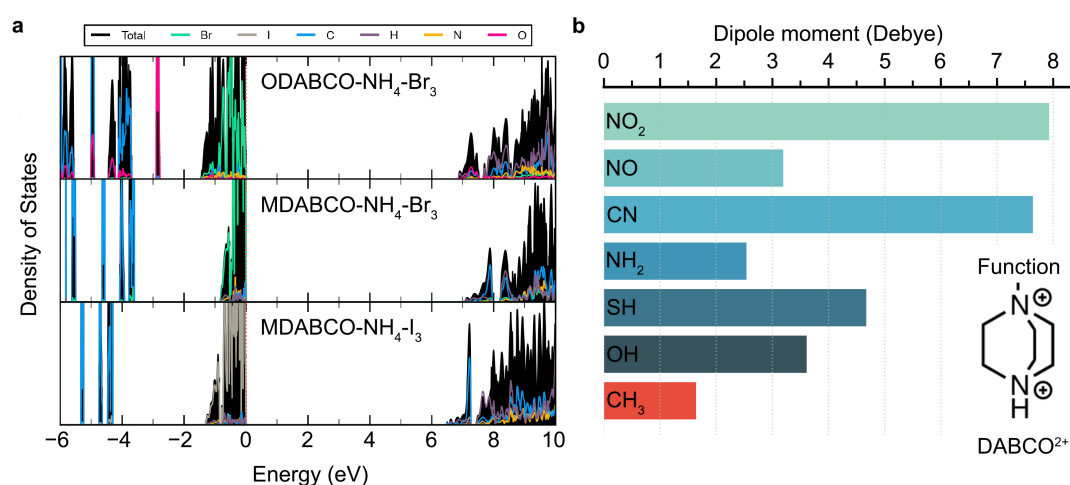 a
Total Br I C H N O
ODABCO-NH₄-Br₃
MDABCO-NH₄-Br₃
MDABCO-NH₄-I₃
Density of States
−6 −4 −2 0 2 4 6 8 10
Energy (eV)
b
Dipole moment (Debye)
0 1 2 3 4 5 6 7 8
NO₂
NO
CN
NH₂
SH
OH
CH₃
Function
N ⊕
N ⊕
H
DABCO²⁺